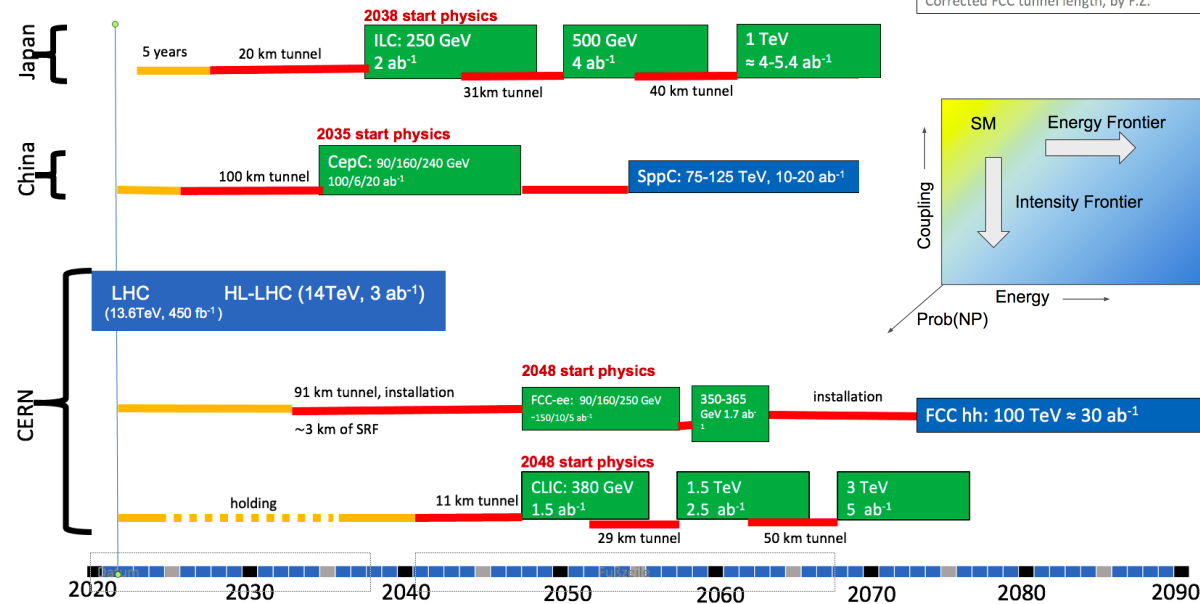 Corrected FCC tunnel length, by F.Z.
Japan
5 years
20 km tunnel
2038 start physics
ILC: 250 GeV
2 ab-1
31km tunnel
500 GeV
4 ab-1
40 km tunnel
1 TeV
≈ 4-5.4 ab-1
China
100 km tunnel
2035 start physics
CepC: 90/160/240 GeV
100/6/20 ab-1
SppC: 75-125 TeV, 10-20 ab-1
SM
Energy Frontier
Intensity Frontier
Coupling
Energy
Prob(NP)
CERN
LHC
(13.6TeV, 450 fb-1)
HL-LHC (14TeV, 3 ab-1)
91 km tunnel, installation
~3 km of SRF
2048 start physics
FCC-ee: 90/160/250 GeV
~150/10/5 ab-1
350-365
GeV 1.7 ab-
1
installation
FCC hh: 100 TeV ≈ 30 ab-1
holding
11 km tunnel
2048 start physics
CLIC: 380 GeV
1.5 ab-1
29 km tunnel
1.5 TeV
2.5 ab-1
50 km tunnel
3 TeV
5 ab-1
Datum
Fußzeile
2020
2030
2040
2050
2060
2070
2080
2090